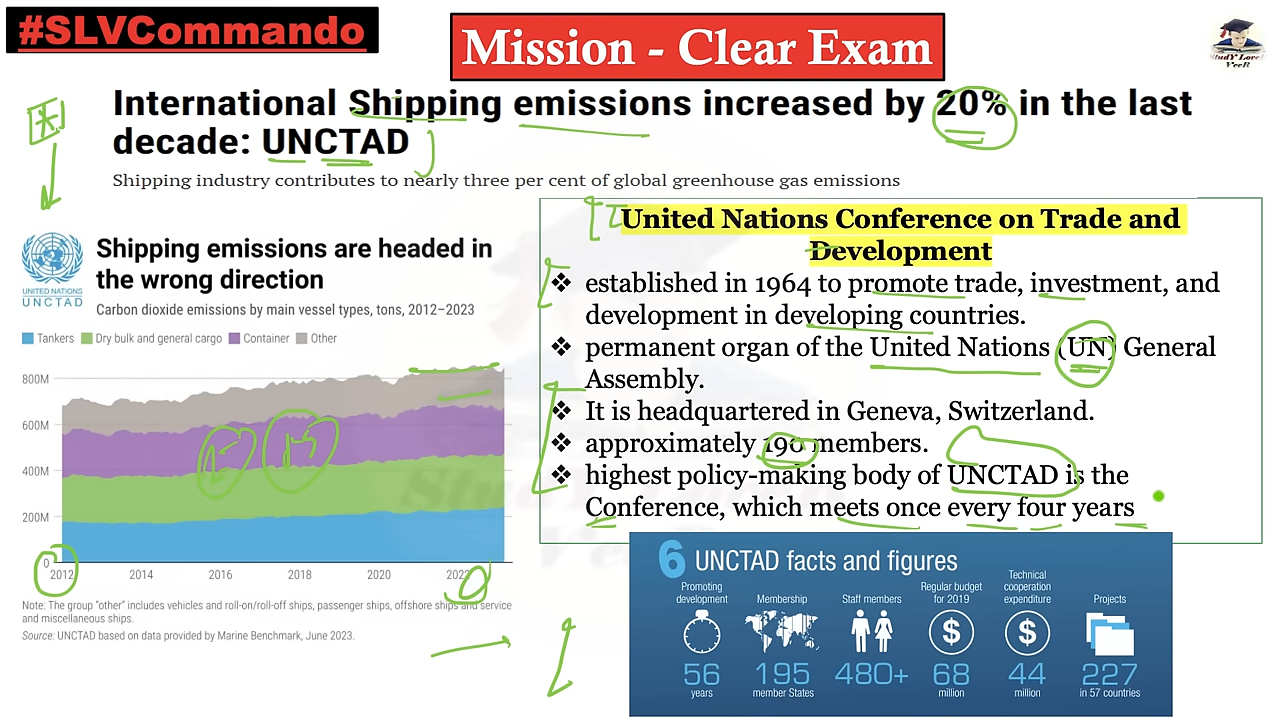 #SLVCommando
Mission - Clear Exam
StudY LoveR
VeeR
International Shipping emissions increased by 20% in the last
decade: UNCTAD
Shipping industry contributes to nearly three per cent of global greenhouse gas emissions
UNITED NATIONS
UNCTAD
Shipping emissions are headed in
the wrong direction
Carbon dioxide emissions by main vessel types, tons, 2012–2023
Tankers Dry bulk and general cargo Container Other
800M
600M
400M
200M
0
2012 2014 2016 2018 2020 2022
Note: The group "other" includes vehicles and roll-on/roll-off ships, passenger ships, offshore ships and service
and miscellaneous ships.
Source: UNCTAD based on data provided by Marine Benchmark, June 2023.
United Nations Conference on Trade and
Development
❖ established in 1964 to promote trade, investment, and
development in developing countries.
❖ permanent organ of the United Nations (UN) General
Assembly.
❖ It is headquartered in Geneva, Switzerland.
❖ approximately 190 members.
❖ highest policy-making body of UNCTAD is the
Conference, which meets once every four years
6 UNCTAD facts and figures
Promoting
development
56
years
Membership
195
member States
Staff members
480+
Regular budget
for 2019
$
68
million
Technical
cooperation
expenditure
$
44
million
Projects
227
in 57 countries